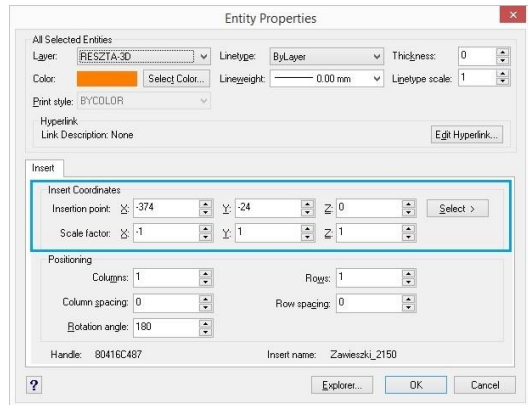 Entity Properties
All Selected Entities
Layer: RESZTA-3D Linetype: ByLayer Thickness: 0
Color: Select Color... Lineweight: 0.00 mm Linetype scale: 1
Print style: BYCOLOR
Hyperlink
Link Description: None Edit Hyperlink...
Insert
Insert Coordinates
Insertion point: X: -374 Y: -24 Z: 0 Select >
Scale factor: X: -1 Y: 1 Z: 1
Positioning
Columns: 1 Rows: 1
Column spacing: 0 Row spacing: 0
Rotation angle: 180
Handle: 80416C487 Insert name: Zawieszki_2150
? Explorer... OK Cancel